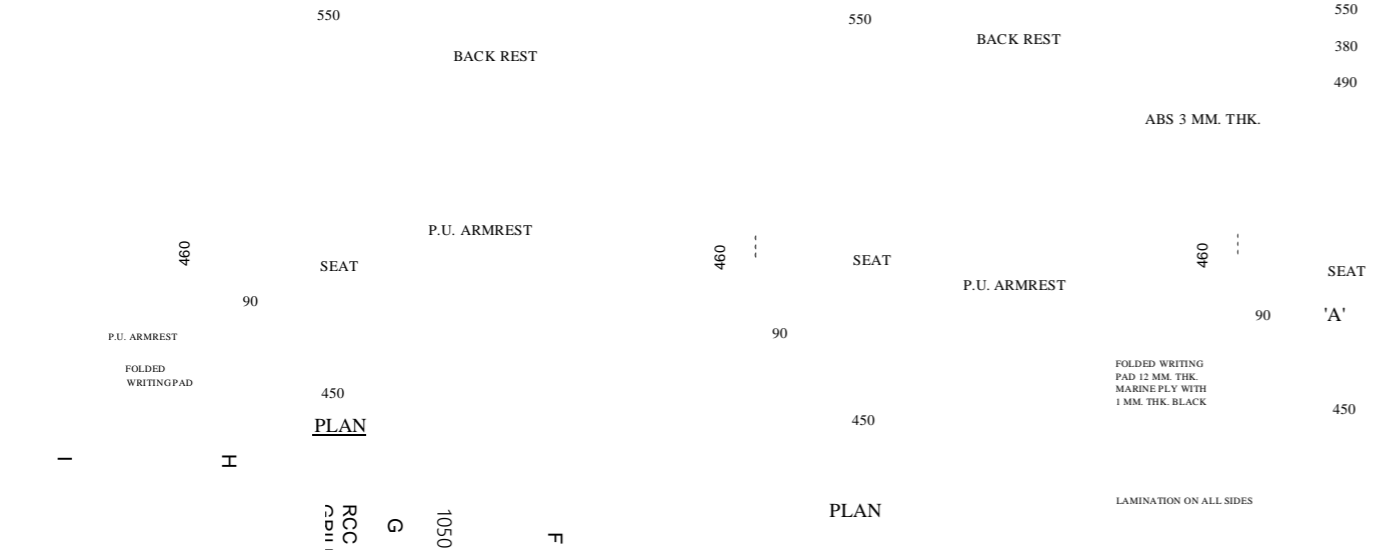 550
BACK REST
P.U. ARMREST
460
SEAT
90
P.U. ARMREST
FOLDED
WRITING PAD
450
PLAN
I
H
RCC
G
1050
F
550
BACK REST
460
SEAT
P.U. ARMREST
90
450
PLAN
550
380
490
ABS 3 MM. THK.
460
SEAT
90
'A'
FOLDED WRITING
PAD 12 MM. THK.
MARINE PLY WITH
1 MM. THK. BLACK
450
LAMINATION ON ALL SIDES